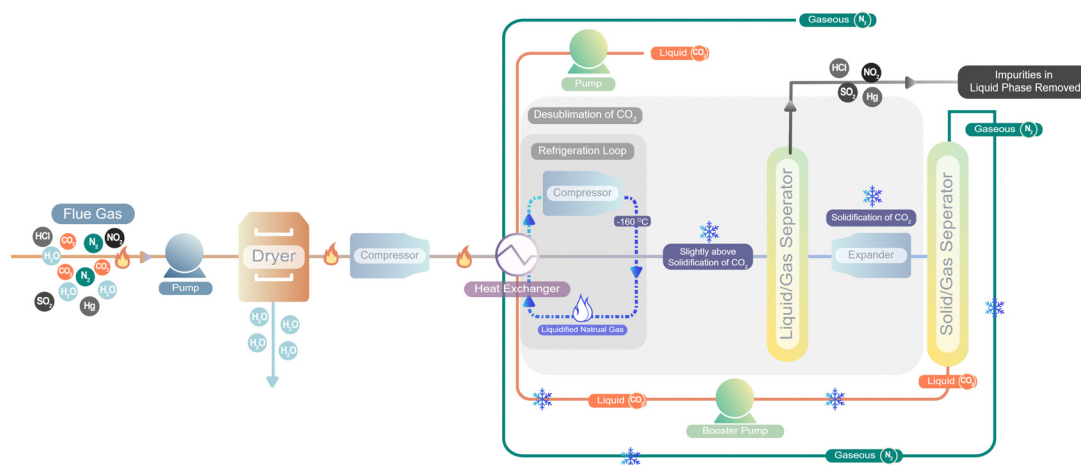 Gaseous N₂
Liquid CO₂
Pump
HCl
NO₂
SO₂
Hg
Impurities in
Liquid Phase Removed
Desublimation of CO₂
Gaseous N₂
Refrigeration Loop
Compressor
-160 ⁰C
Flue Gas
HCl
CO₂
N₂
NO₂
H₂O
CO₂
CO₂
N₂
H₂O
H₂O
SO₂
Hg
Pump
Dryer
Compressor
Heat Exchanger
Slightly above
Solidification of CO₂
Liquid/Gas Seperator
Solidification of CO₂
Expander
Solid/Gas Seperator
Liquidified Natrual Gas
H₂O
H₂O
H₂O
H₂O
Liquid CO₂
Liquid CO₂
Booster Pump
Gaseous N₂